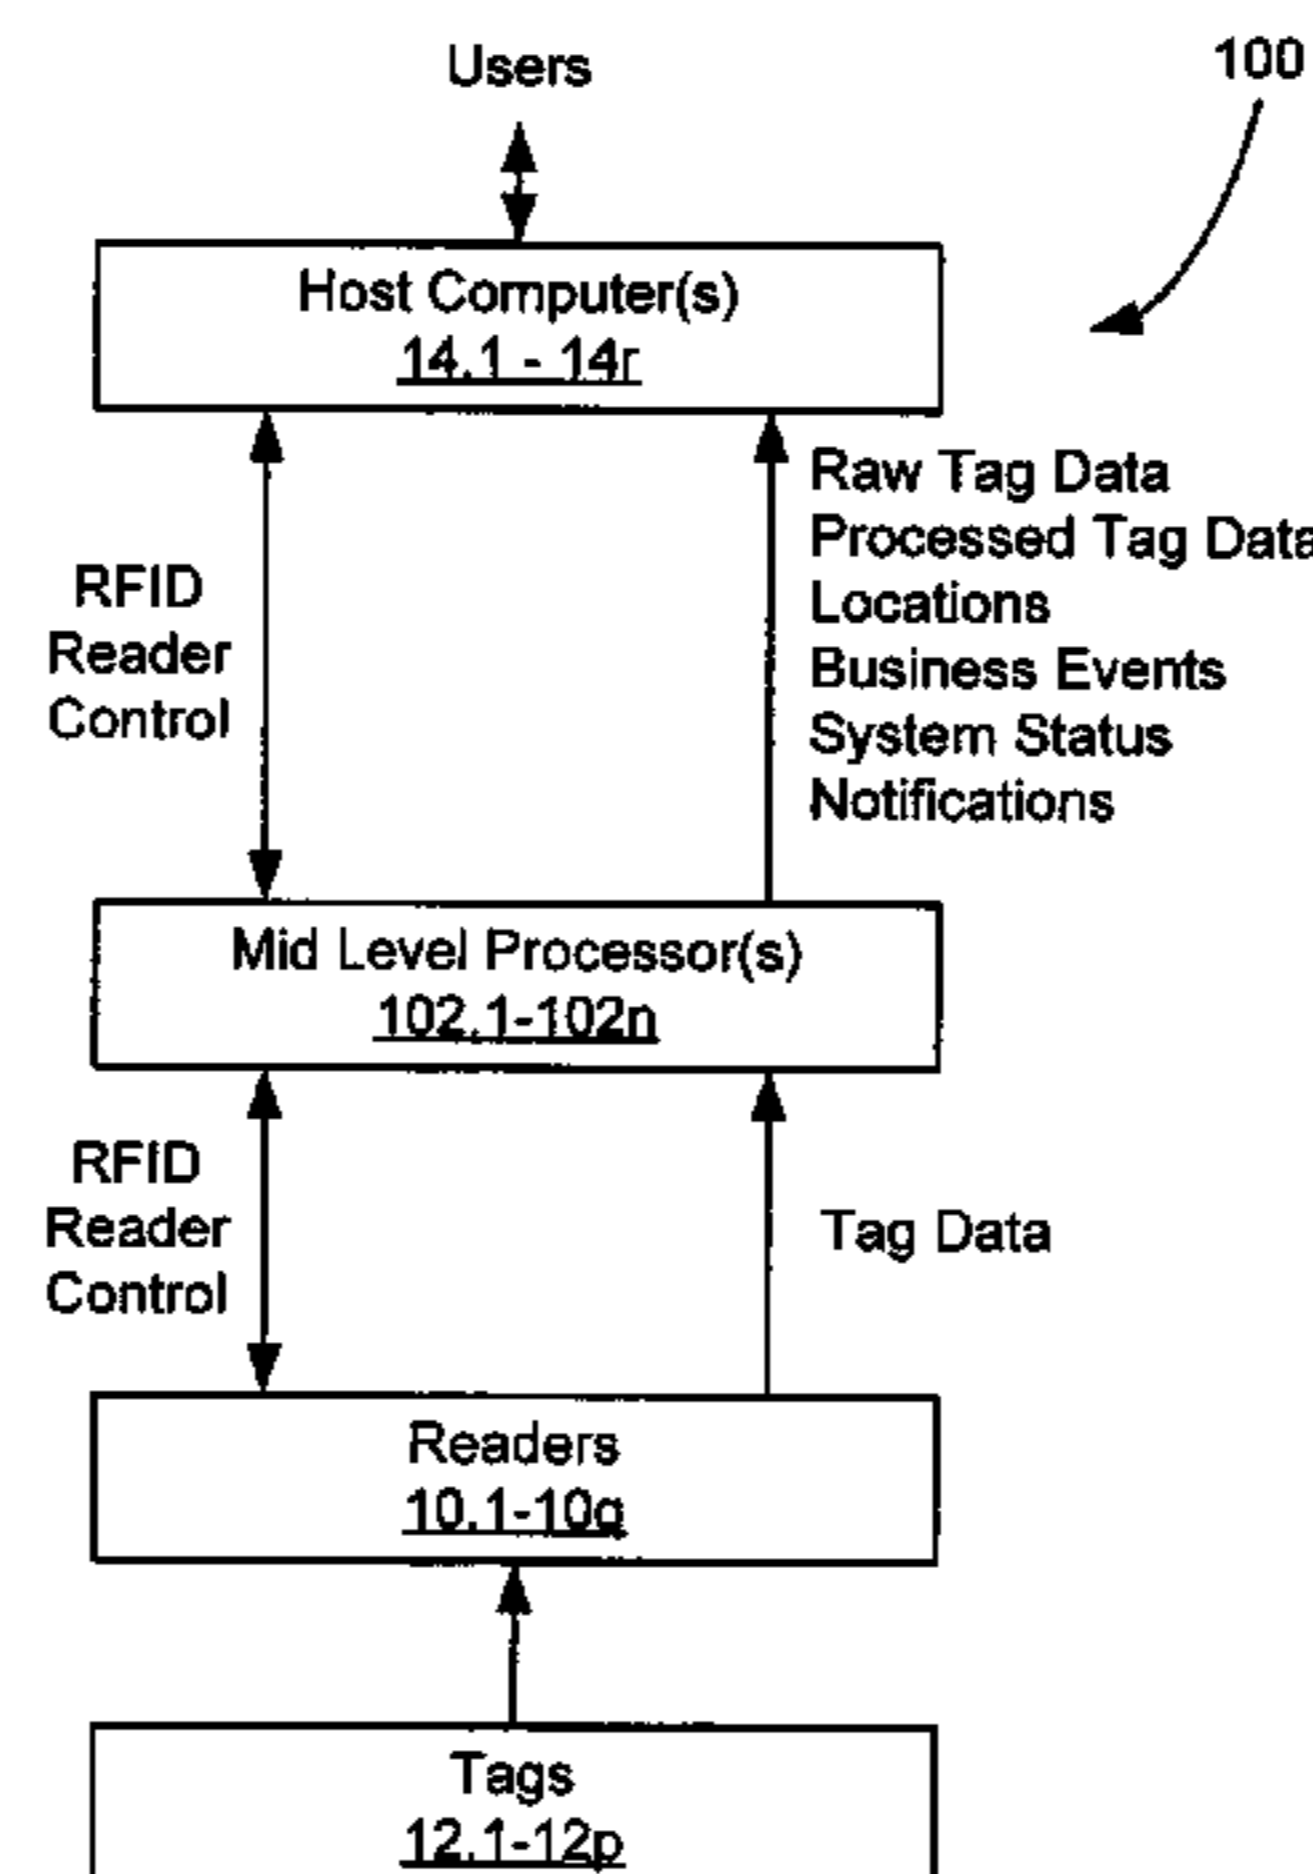 Users
100
Host Computer(s)
14.1 - 14r
RFID
Reader
Control
Raw Tag Data
Processed Tag Data
Locations
Business Events
System Status
Notifications
Mid Level Processor(s)
102.1-102n
RFID
Reader
Control
Tag Data
Readers
10.1-10q
Tags
12.1-12p